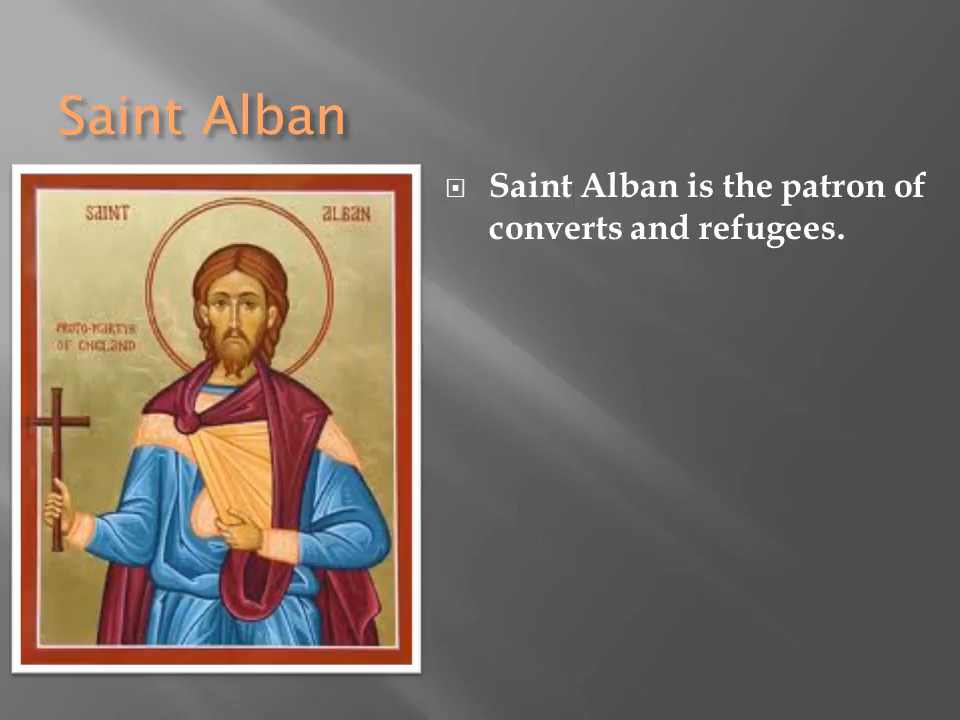 Saint Alban
SAINT ALBAN
PROTO-MARTYR
OF ENGLAND
Saint Alban is the patron of
converts and refugees.